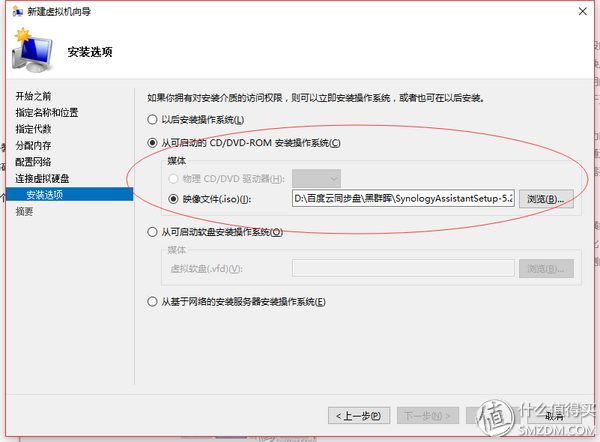 新建虚拟机向导
安装选项
开始之前
指定名称和位置
指定代数
分配内存
配置网络
连接虚拟硬盘
安装选项
摘要
如果你拥有对安装介质的访问权限，则可以立即安装操作系统，或者也可在以后安装。
以后安装操作系统(L)
从可启动的 CD/DVD-ROM 安装操作系统(C)
媒体
物理 CD/DVD 驱动器(H):
映像文件(.iso)(I):
D:\百度云同步盘\黑群晖\SynologyAssistantSetup-5.2
浏览(B)...
从可启动软盘安装操作系统(O)
媒体
虚拟软盘(.vfd)(V):
浏览(B)...
从基于网络的安装服务器安装操作系统(E)
< 上一步(P)
下一步(N) >
取消
值 什么值得买
SMZDM.COM